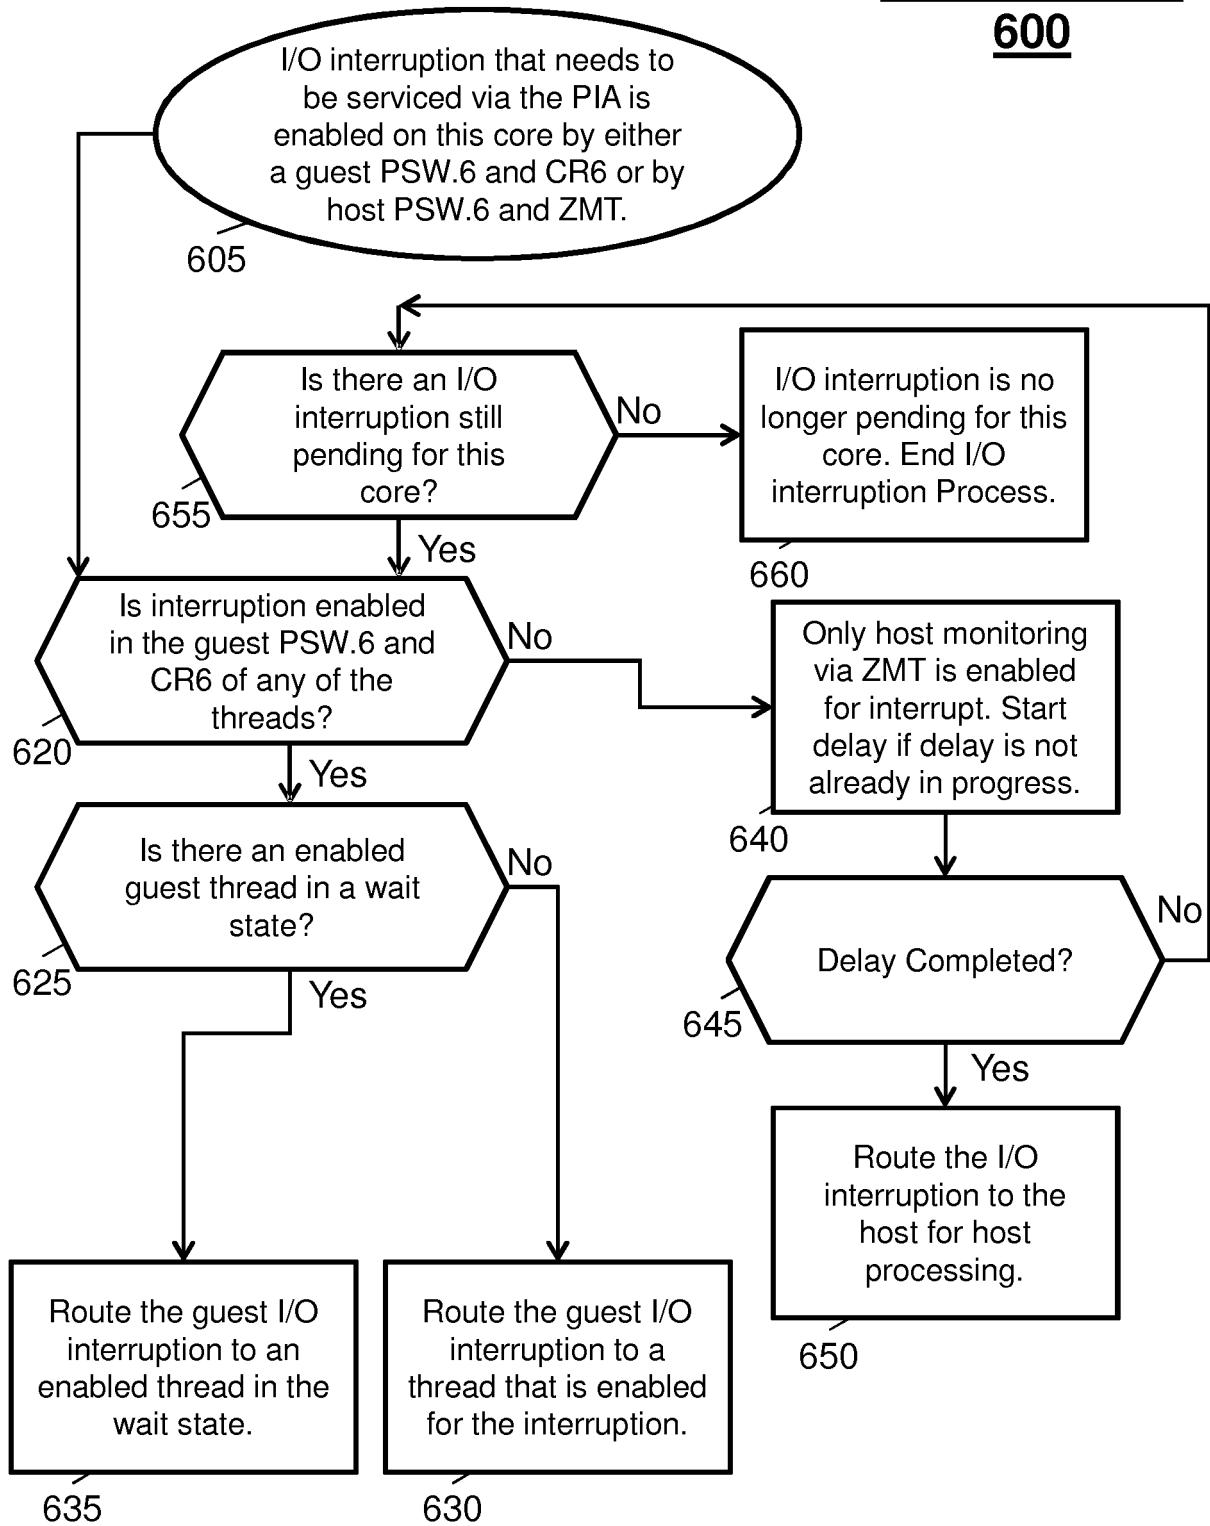 600
I/O interruption that needs to
be serviced via the PIA is
enabled on this core by either
a guest PSW.6 and CR6 or by
host PSW.6 and ZMT.
605
Is there an I/O
interruption still
pending for this
core?
655
No
Yes
I/O interruption is no
longer pending for this
core. End I/O
interruption Process.
660
Is interruption enabled
in the guest PSW.6 and
CR6 of any of the
threads?
620
No
Yes
Only host monitoring
via ZMT is enabled
for interrupt. Start
delay if delay is not
already in progress.
640
Is there an enabled
guest thread in a wait
state?
625
No
Yes
Delay Completed?
645
No
Yes
Route the I/O
interruption to the
host for host
processing.
650
Route the guest I/O
interruption to an
enabled thread in the
wait state.
635
Route the guest I/O
interruption to a
thread that is enabled
for the interruption.
630